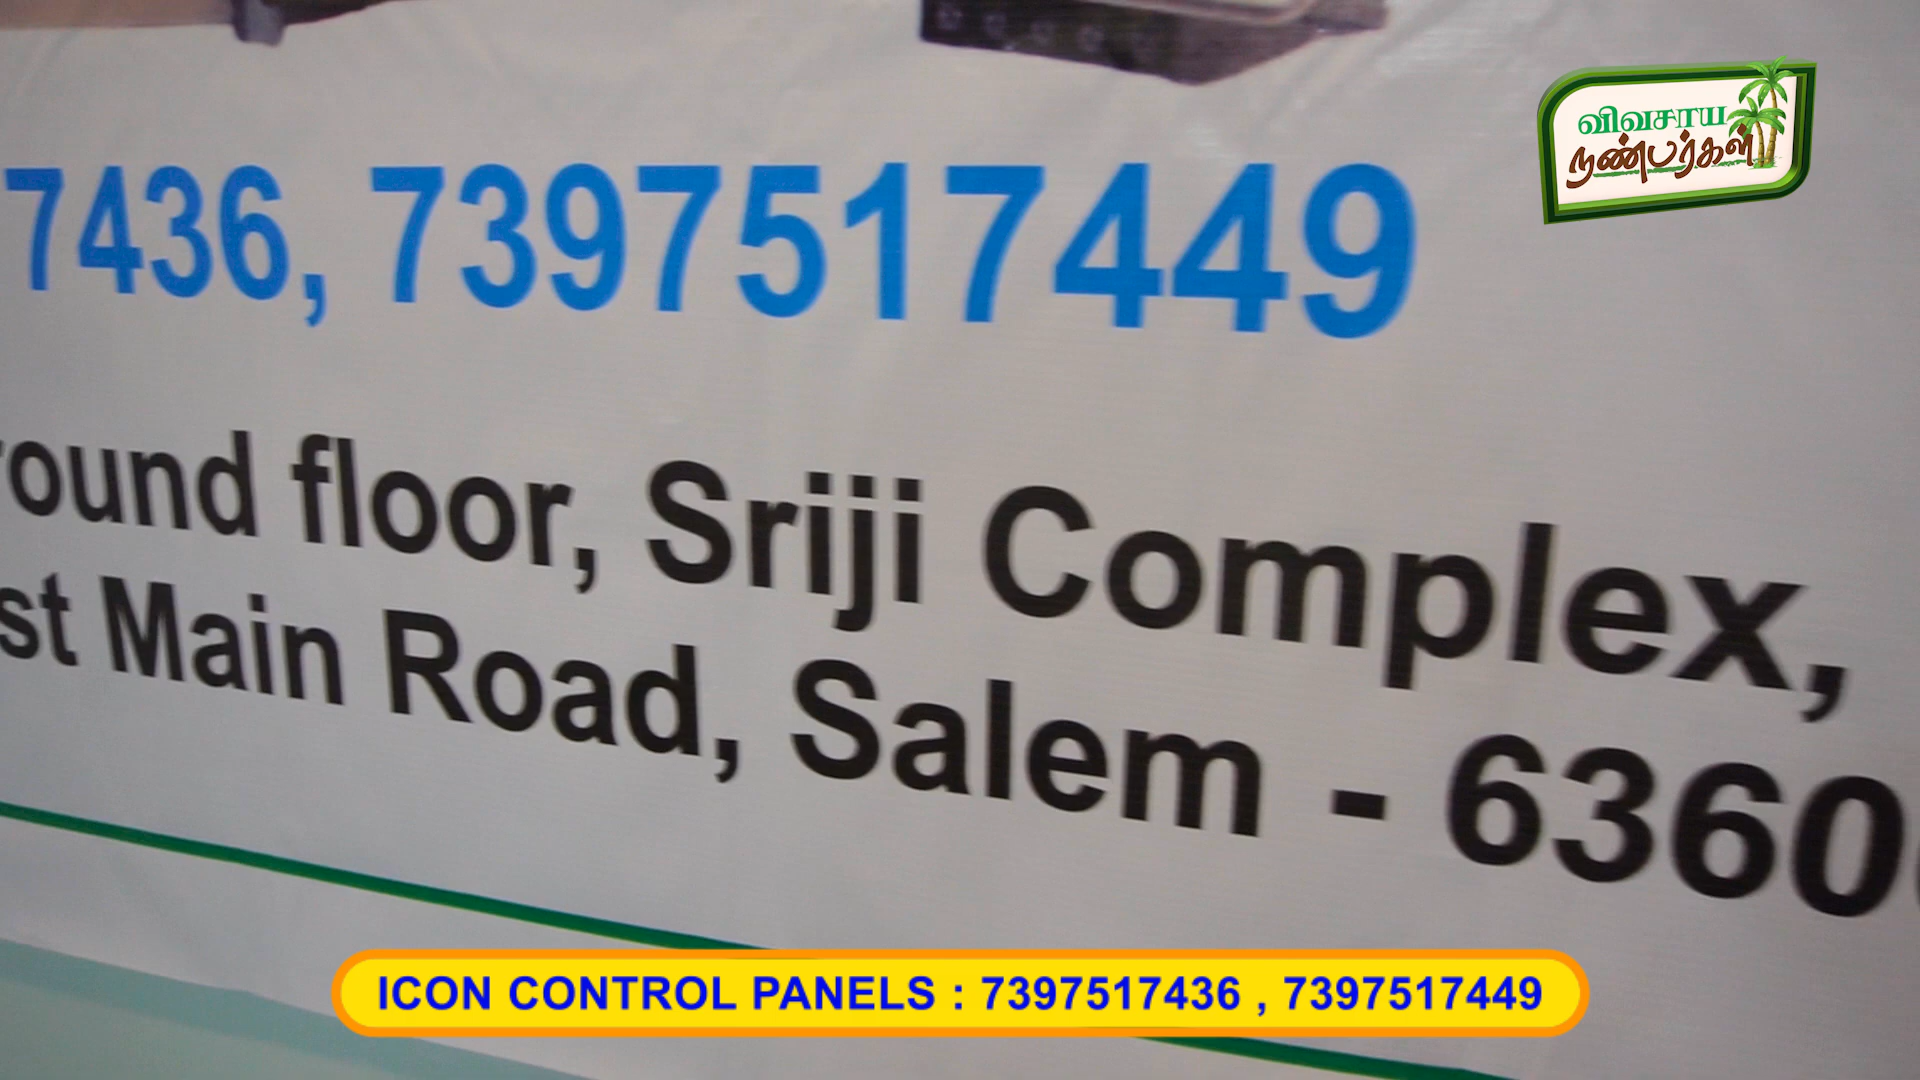 விவசாய
நண்பர்கள்
7436, 7397517449
round floor, Sriji Complex,
st Main Road, Salem - 6360
ICON CONTROL PANELS : 7397517436 , 7397517449